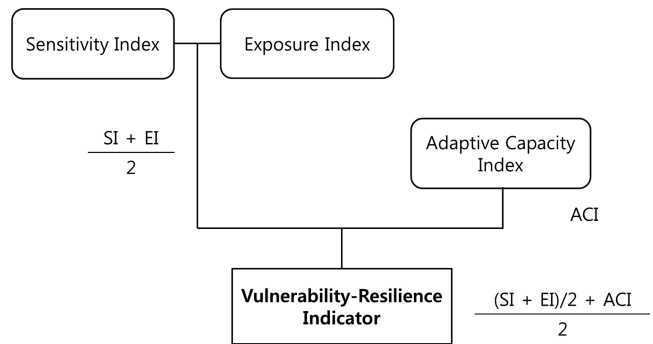 Sensitivity Index
Exposure Index
SI + EI
2
Adaptive Capacity
Index
ACI
Vulnerability-Resilience
Indicator
(SI + EI)/2 + ACI
2